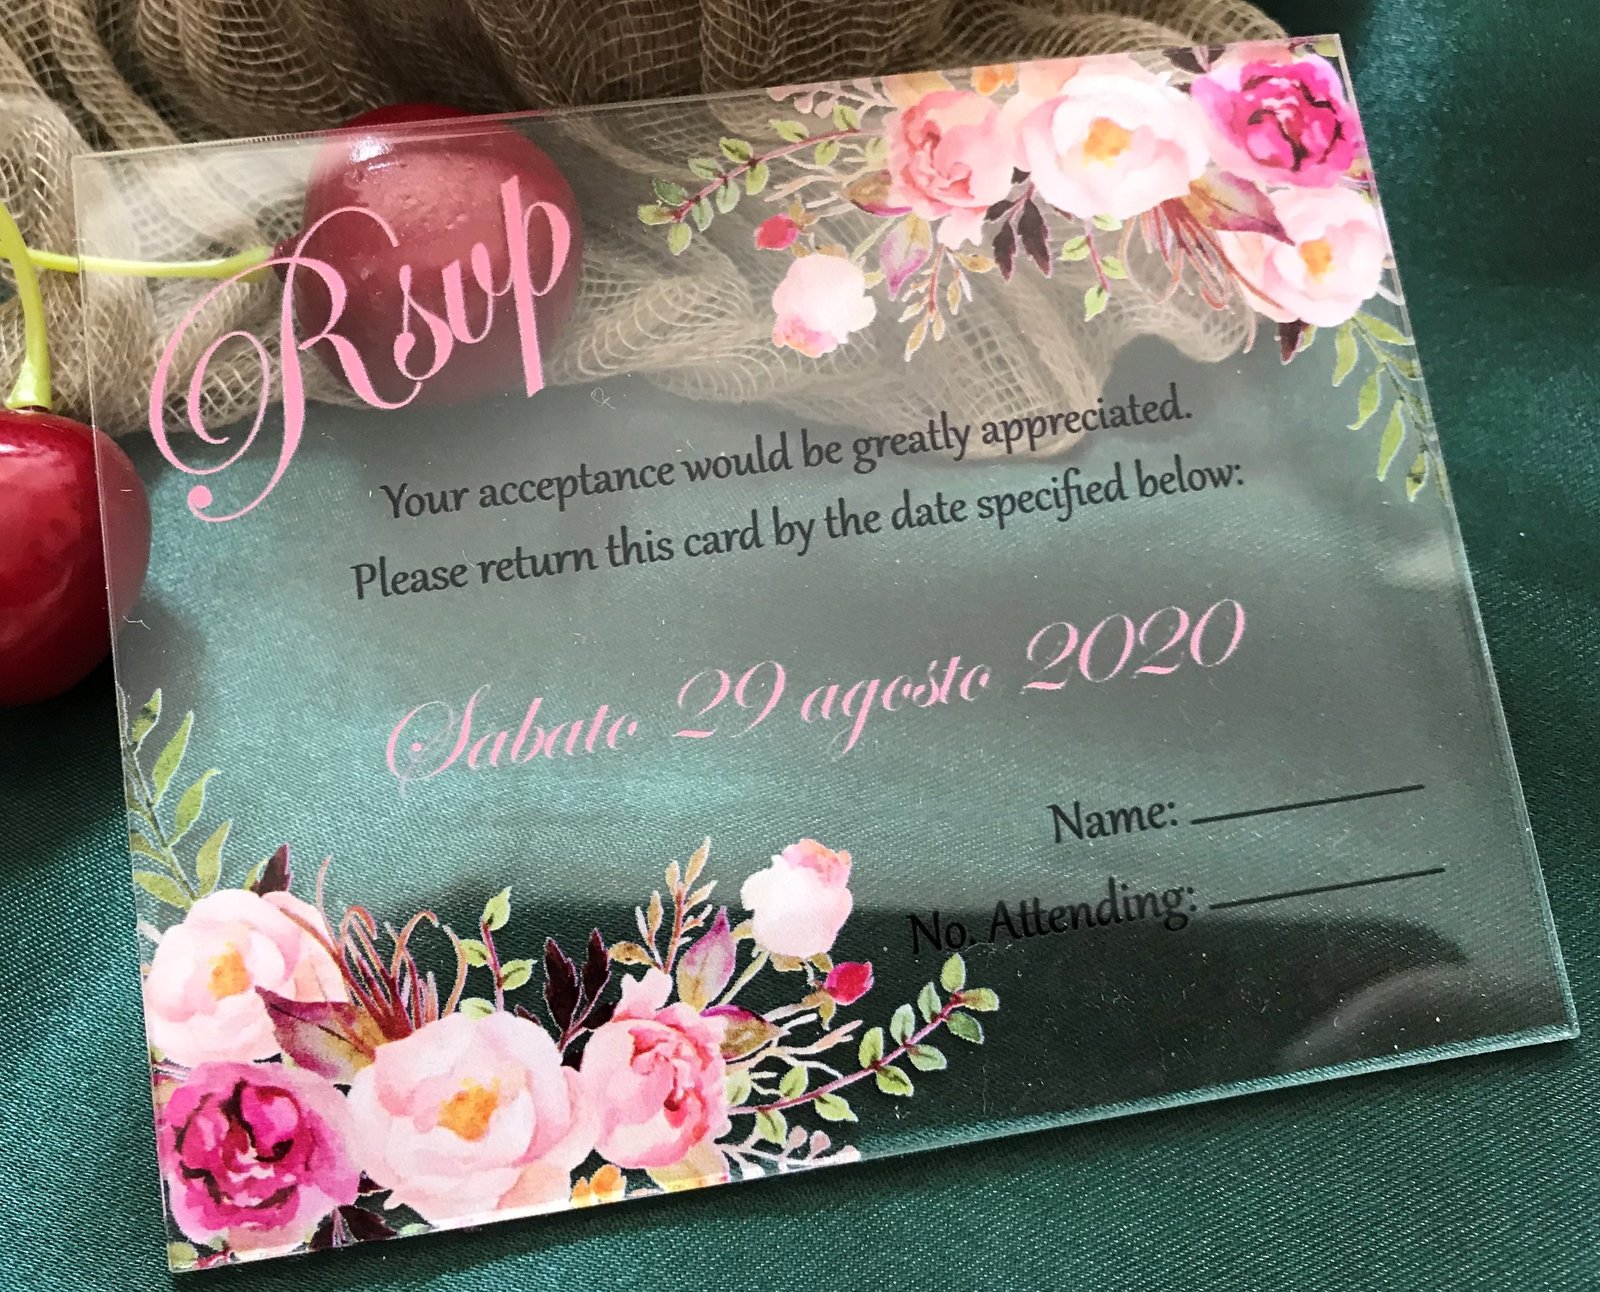 Rsvp
Your acceptance would be greatly appreciated.
Please return this card by the date specified below:
Sabato 29 agosto 2020
Name:
No. Attending: